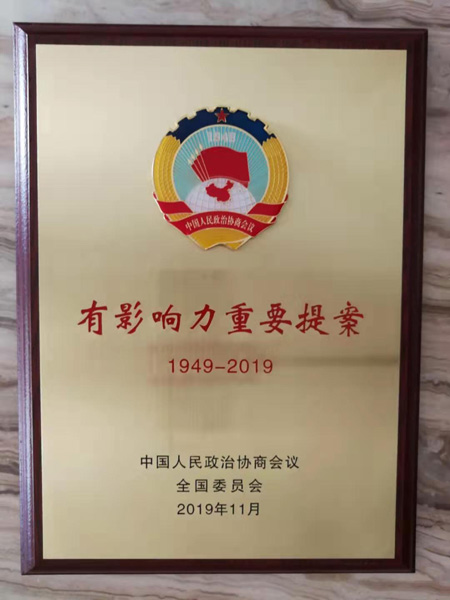 1949
中国人民政治协商会议
有影响力重要提案
1949-2019
中国人民政治协商会议
全国委员会
2019年11月